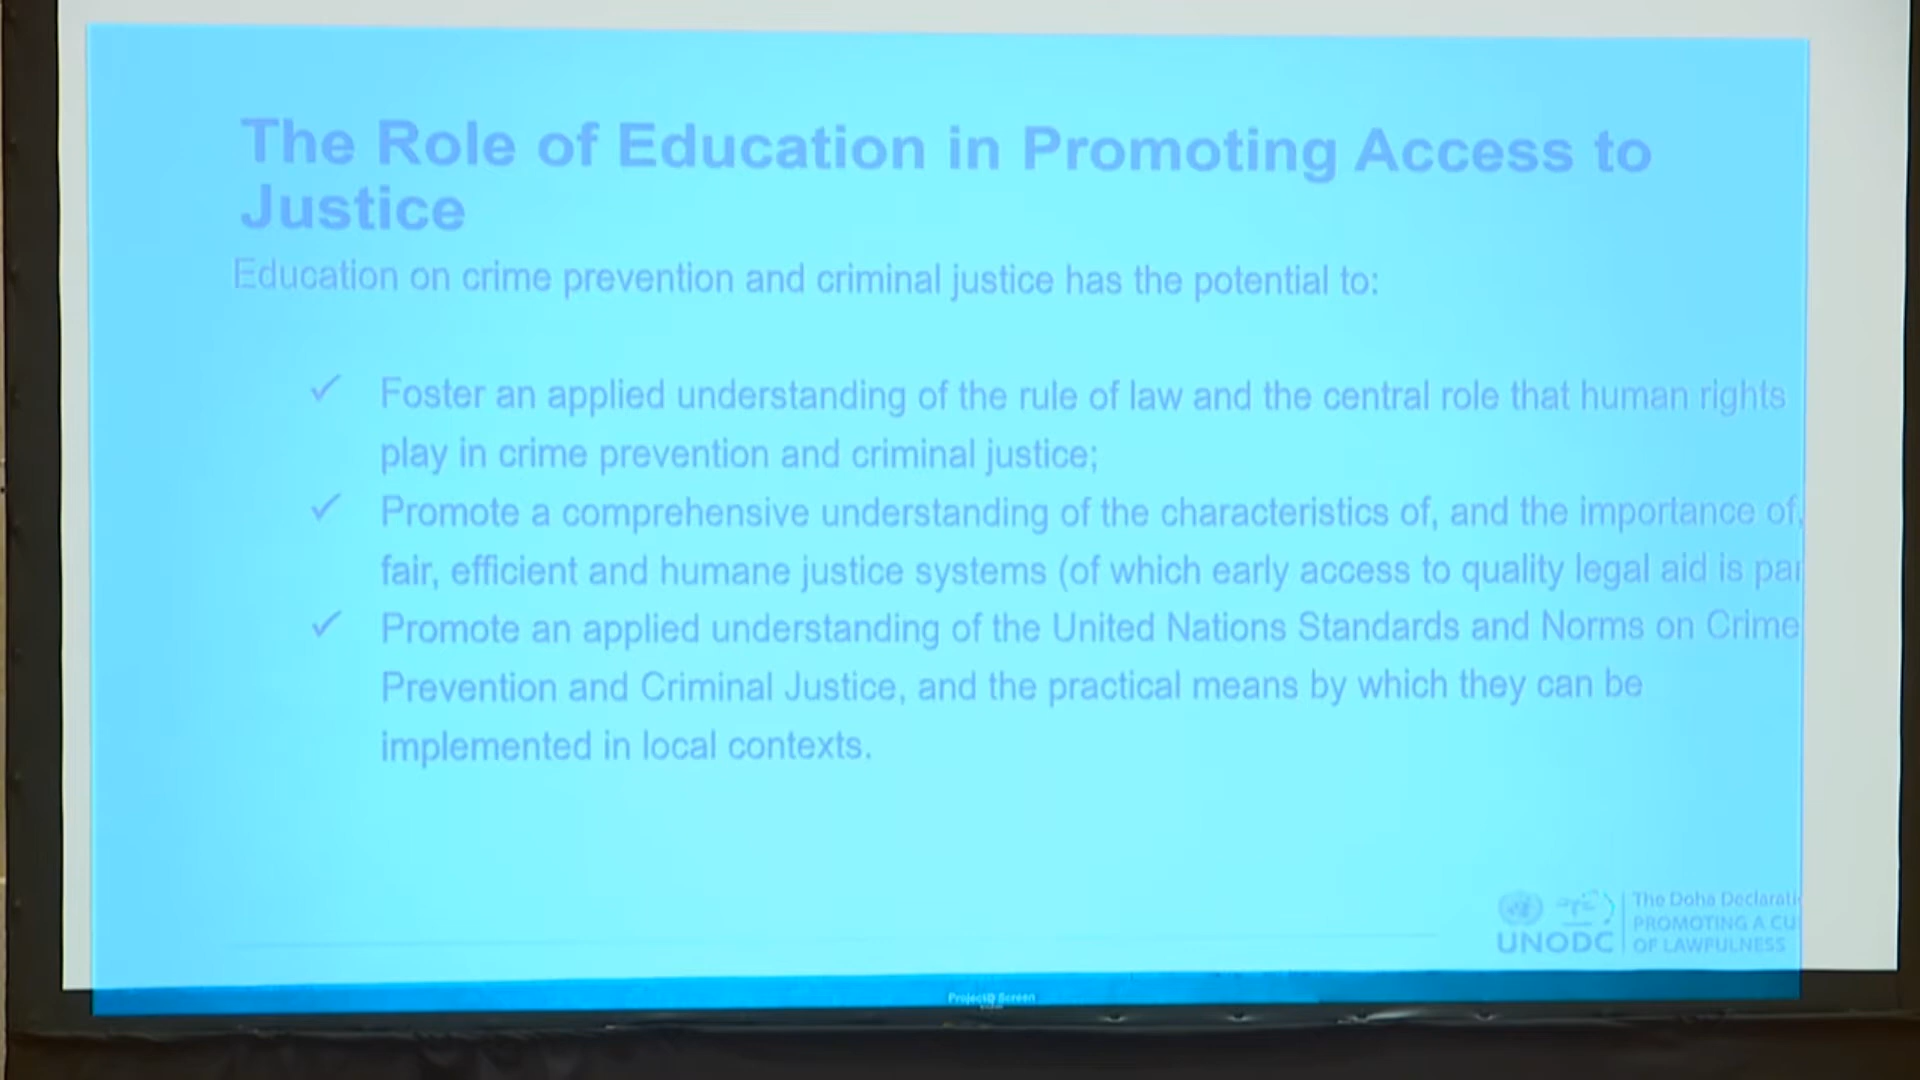 The Role of Education in Promoting Access to
Justice
Education on crime prevention and criminal justice has the potential to:
✓ Foster an applied understanding of the rule of law and the central role that human rights
play in crime prevention and criminal justice;
✓ Promote a comprehensive understanding of the characteristics of, and the importance of,
fair, efficient and humane justice systems (of which early access to quality legal aid is
✓ Promote an applied understanding of the United Nations Standards and Norms on Crime
Prevention and Criminal Justice, and the practical means by which they can be
implemented in local contexts.
UNODC
The Doha
PROMOTING A
OF LAWFULNESS
Screen